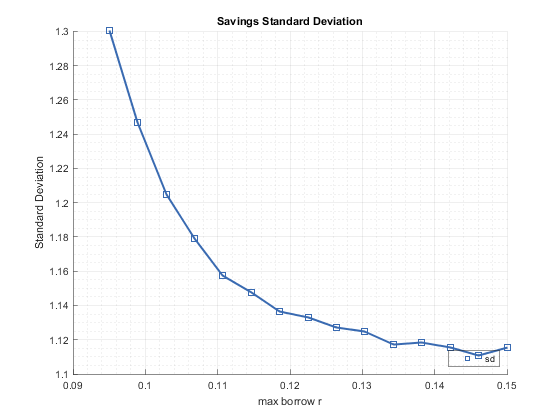 Savings Standard Deviation
1.3
1.28
1.26
1.24
1.22
1.2
1.18
1.16
1.14
1.12
1.1
Standard Deviation
sd
0.09 0.1 0.11 0.12 0.13 0.14 0.15
max borrow r